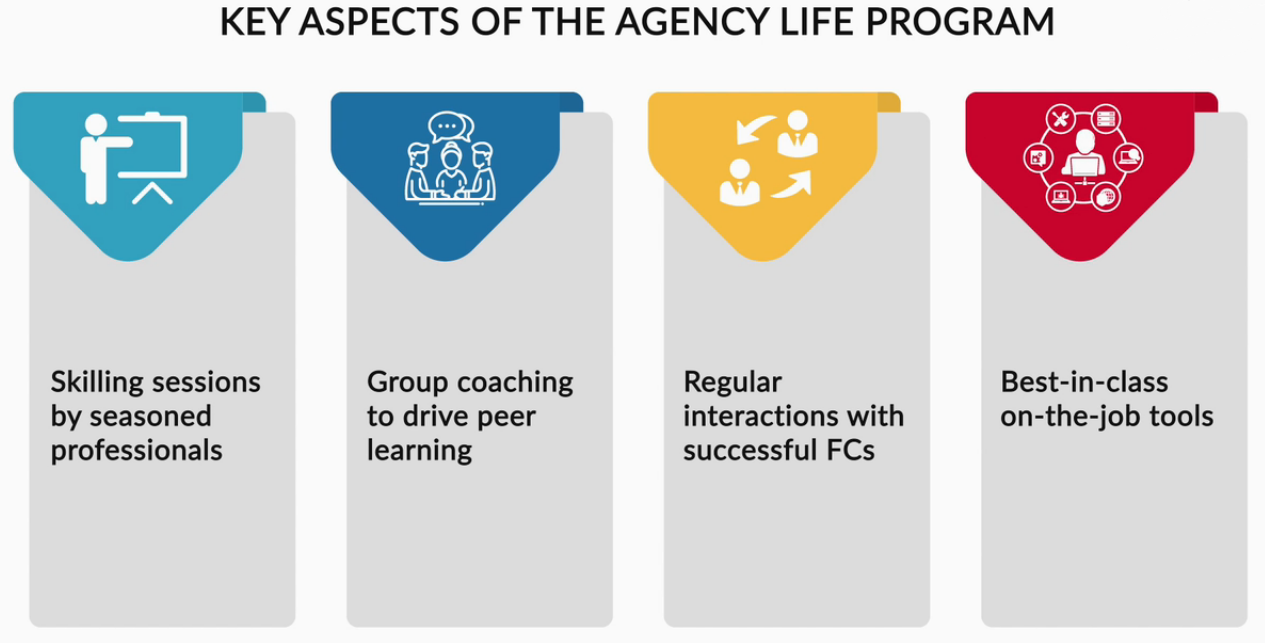 KEY ASPECTS OF THE AGENCY LIFE PROGRAM
Skilling sessions
by seasoned
professionals
Group coaching
to drive peer
learning
Regular
interactions with
successful FCs
Best-in-class
on-the-job tools